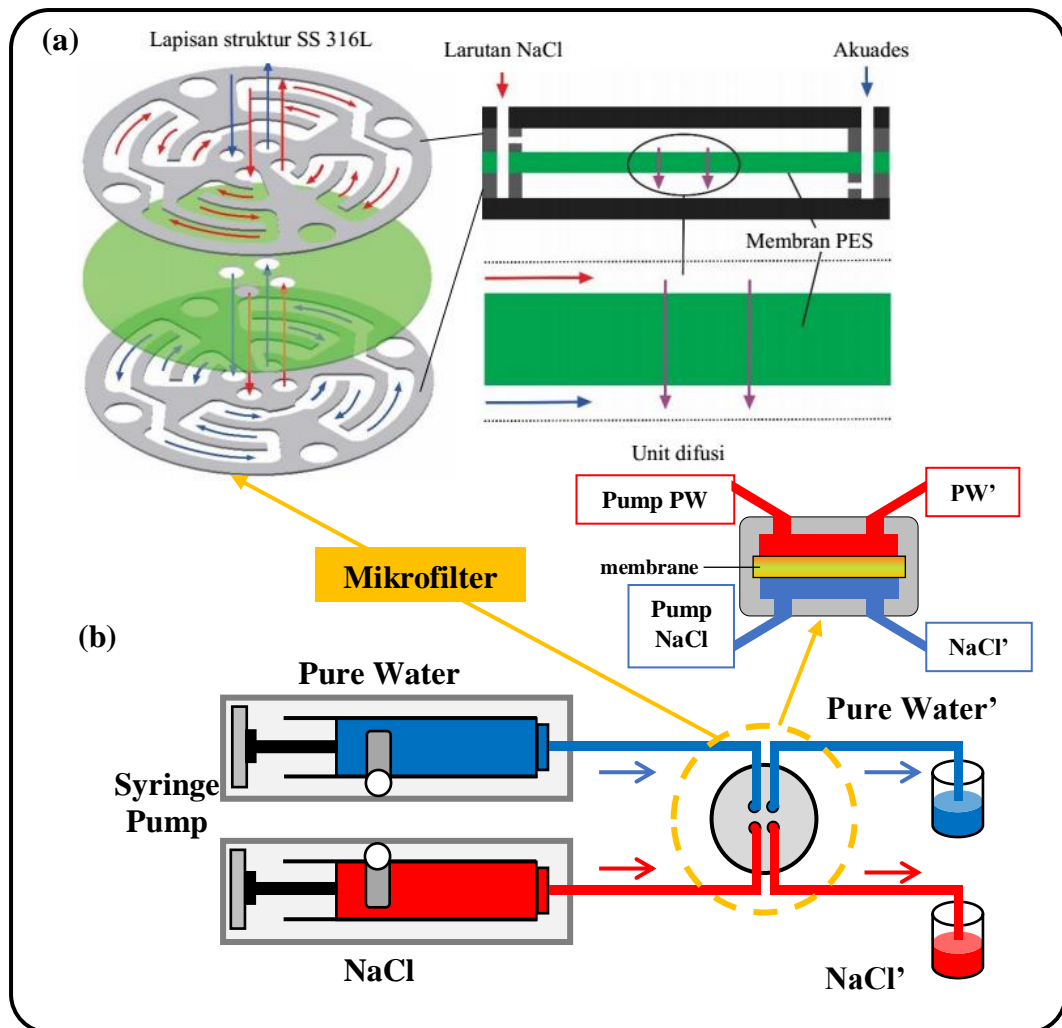 (a)
Lapisan struktur SS 316L
Larutan NaCl
Akuades
Membran PES
Unit difusi
Pump PW
PW’
membrane
Mikrofilter
Pump
NaCl
NaCl’
(b)
Pure Water
Pure Water’
Syringe
Pump
NaCl
NaCl’